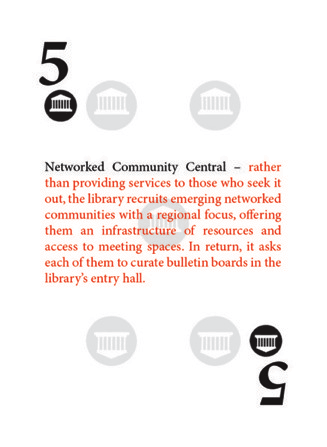 5
Networked Community Central – rather
than providing services to those who seek it
out, the library recruits emerging networked
communities with a regional focus, offering
them an infrastructure of resources and
access to meeting spaces. In return, it asks
each of them to curate bulletin boards in the
library's entry hall.
5